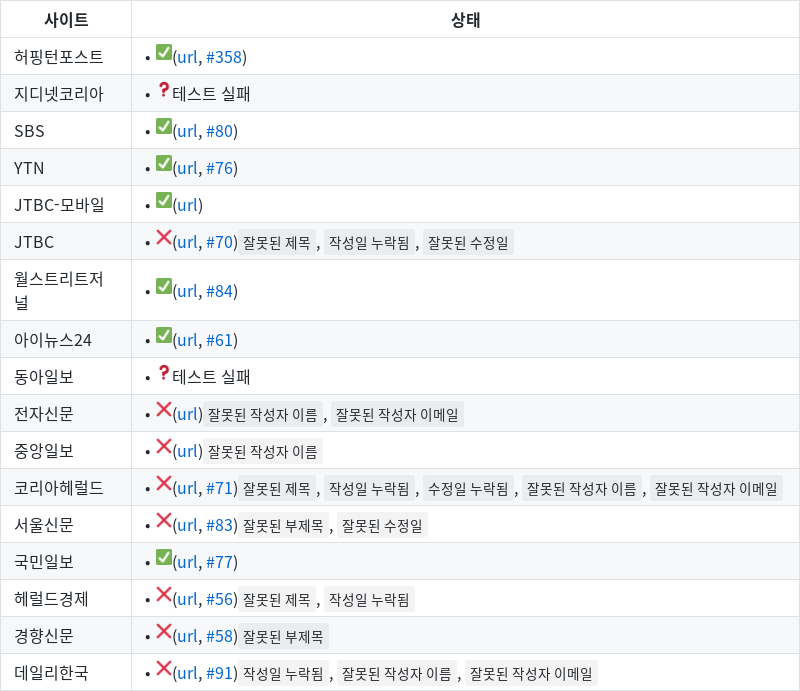 사이트 상태
허핑턴포스트 • ✅(url, #358)
지디넷코리아 • ❓테스트 실패
SBS • ✅(url, #80)
YTN • ✅(url, #76)
JTBC-모바일 • ✅(url)
JTBC • ❌(url, #70) 잘못된 제목 , 작성일 누락됨 , 잘못된 수정일
월스트리트저
널 • ✅(url, #84)
아이뉴스24 • ✅(url, #61)
동아일보 • ❓테스트 실패
전자신문 • ❌(url) 잘못된 작성자 이름 , 잘못된 작성자 이메일
중앙일보 • ❌(url) 잘못된 작성자 이름
코리아헤럴드 • ❌(url, #71) 잘못된 제목 , 작성일 누락됨 , 수정일 누락됨 , 잘못된 작성자 이름 , 잘못된 작성자 이메일
서울신문 • ❌(url, #83) 잘못된 부제목 , 잘못된 수정일
국민일보 • ✅(url, #77)
헤럴드경제 • ❌(url, #56) 잘못된 제목 , 작성일 누락됨
경향신문 • ❌(url, #58) 잘못된 부제목
데일리한국 • ❌(url, #91) 작성일 누락됨 , 잘못된 작성자 이름 , 잘못된 작성자 이메일